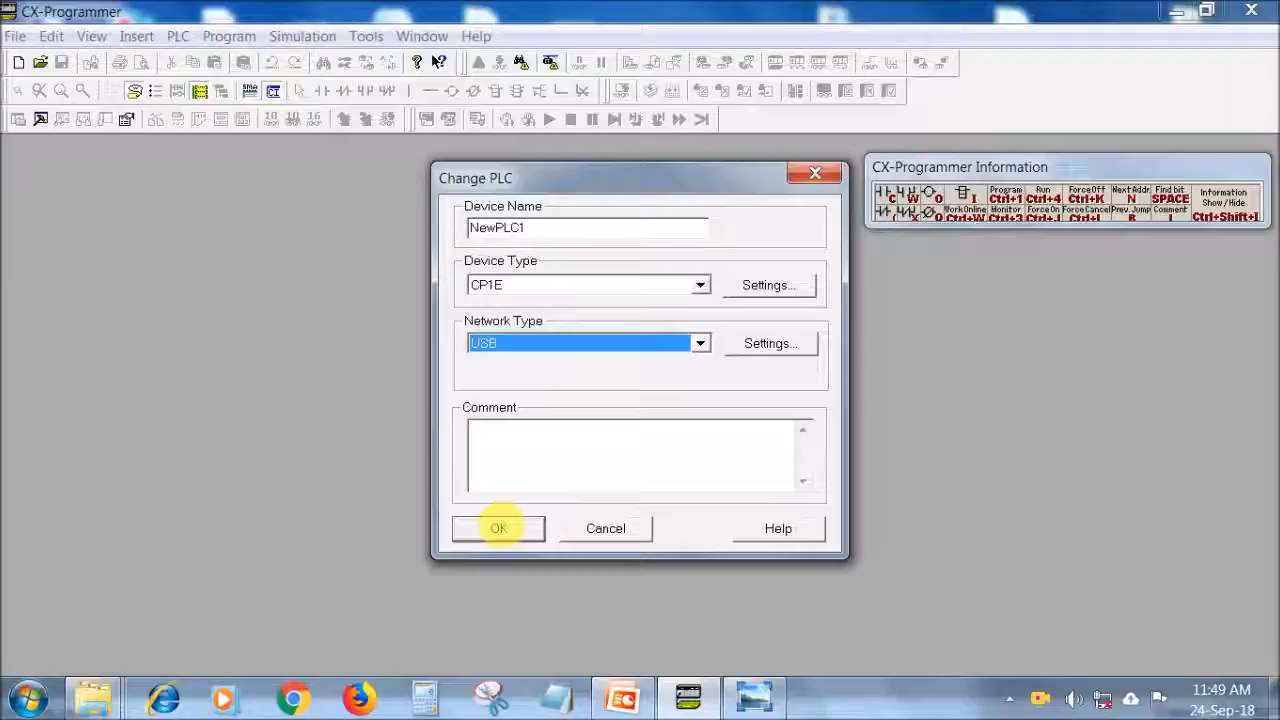 CX-Programmer
File Edit View Insert PLC Program Simulation Tools Window Help
10 16
Change PLC
Device Name
NewPLC1
Device Type
CP1E
Settings...
Network Type
USB
Settings...
Comment
OK
Cancel
Help
CX-Programmer Information
C W O I Program Run Force Off Next Addr. Find bit Information
Ctrl+1 Ctrl+4 Ctrl+K N SPACE Show / Hide
X O Work Online Monitor Force On Force Cancel Prev. Jump Comment Ctrl+Shift+I
Ctrl+W Ctrl+3 Ctrl+J Ctrl+L B
11:49 AM
24-Sep-18